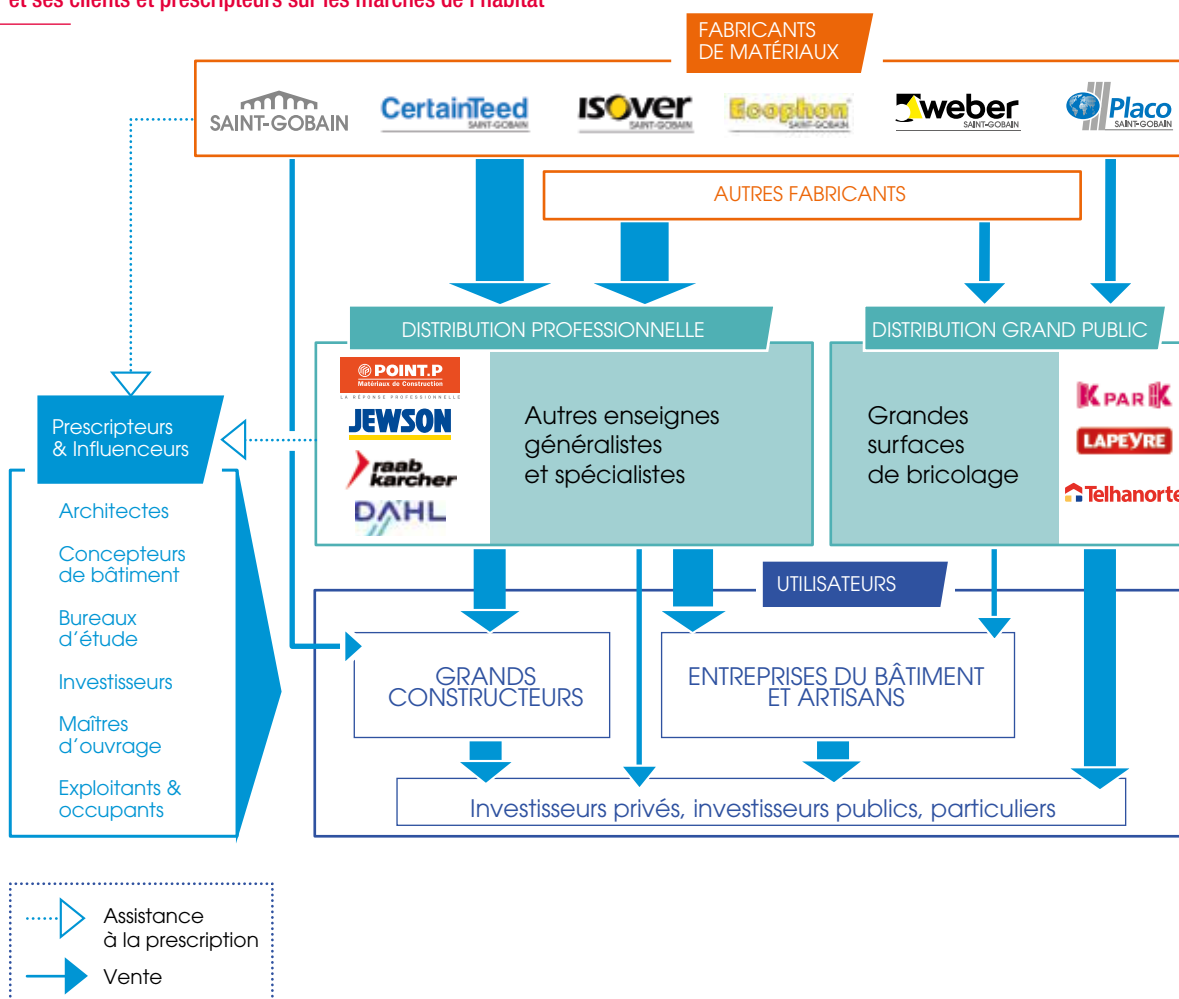 et ses clients et prescripteurs sur les marchés de l'habitat
FABRICANTS
DE MATÉRIAUX
SAINT-GOBAIN
CertainTeed
SAINT-GOBAIN
ISOVER
SAINT-GOBAIN
Ecophon
SAINT-GOBAIN
weber
SAINT-GOBAIN
Placo
SAINT-GOBAIN
AUTRES FABRICANTS
DISTRIBUTION PROFESSIONNELLE
DISTRIBUTION GRAND PUBLIC
POINT.P
Matériaux de Construction
LA RÉPONSE PROFESSIONNELLE
JEWSON
raab
karcher
DAHL
Autres enseignes
généralistes
et spécialistes
Grandes
surfaces
de bricolage
K PAR K
LAPEYRE
Telhanorte
Prescripteurs
& Influenceurs
Architectes
Concepteurs
de bâtiment
Bureaux
d'étude
Investisseurs
Maîtres
d'ouvrage
Exploitants &
occupants
UTILISATEURS
GRANDS
CONSTRUCTEURS
ENTREPRISES DU BÂTIMENT
ET ARTISANS
Investisseurs privés, investisseurs publics, particuliers
Assistance
à la prescription
Vente